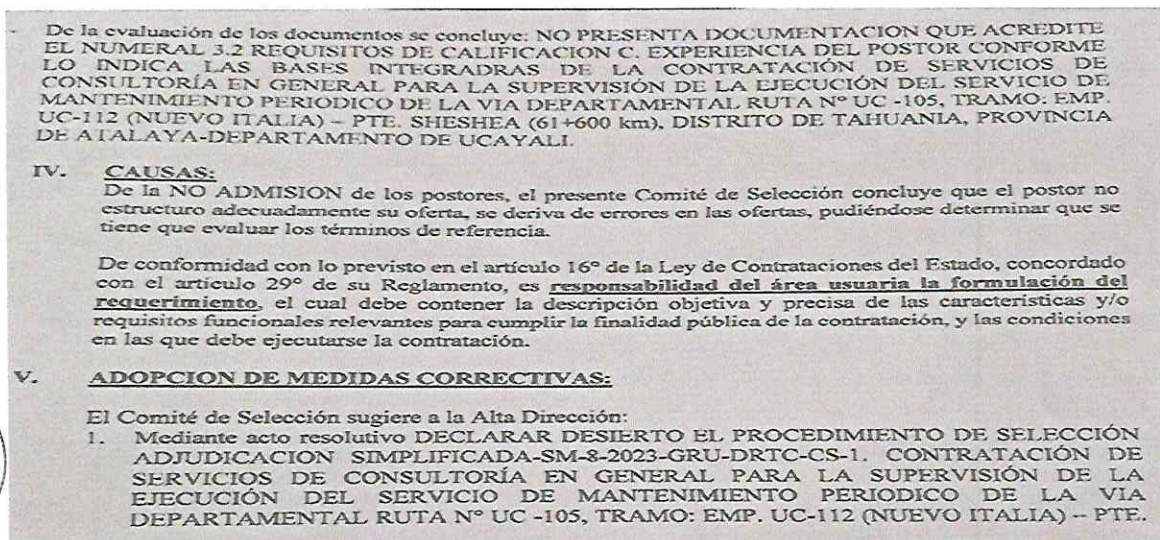 - De la evaluación de los documentos se concluye: NO PRESENTA DOCUMENTACION QUE ACREDITE
EL NUMERAL 3.2 REQUISITOS DE CALIFICACION C. EXPERIENCIA DEL POSTOR CONFORME
LO INDICA LAS BASES INTEGRADRAS DE LA CONTRATACIÓN DE SERVICIOS DE
CONSULTORÍA EN GENERAL PARA LA SUPERVISIÓN DE LA EJECUCIÓN DEL SERVICIO DE
MANTENIMIENTO PERIODICO DE LA VIA DEPARTAMENTAL RUTA N° UC -105, TRAMO: EMP.
UC-112 (NUEVO ITALIA) – PTE. SHESHEA (61+600 km), DISTRITO DE TAHUANIA, PROVINCIA
DE ATALAYA-DEPARTAMENTO DE UCAYALI.
IV. CAUSAS:
De la NO ADMISION de los postores, el presente Comité de Selección concluye que el postor no
estructuro adecuadamente su oferta, se deriva de errores en las ofertas, pudiéndose determinar que se
tiene que evaluar los términos de referencia.
De conformidad con lo previsto en el artículo 16° de la Ley de Contrataciones del Estado, concordado
con el artículo 29° de su Reglamento, es responsabilidad del área usuaria la formulación del
requerimiento, el cual debe contener la descripción objetiva y precisa de las características y/o
requisitos funcionales relevantes para cumplir la finalidad pública de la contratación, y las condiciones
en las que debe ejecutarse la contratación.
V. ADOPCION DE MEDIDAS CORRECTIVAS:
El Comité de Selección sugiere a la Alta Dirección:
1. Mediante acto resolutivo DECLARAR DESIERTO EL PROCEDIMIENTO DE SELECCIÓN
ADJUDICACION SIMPLIFICADA-SM-8-2023-GRU-DRTC-CS-1. CONTRATACIÓN DE
SERVICIOS DE CONSULTORÍA EN GENERAL PARA LA SUPERVISIÓN DE LA
EJECUCIÓN DEL SERVICIO DE MANTENIMIENTO PERIODICO DE LA VIA
DEPARTAMENTAL RUTA N° UC -105, TRAMO: EMP. UC-112 (NUEVO ITALIA) – PTE.